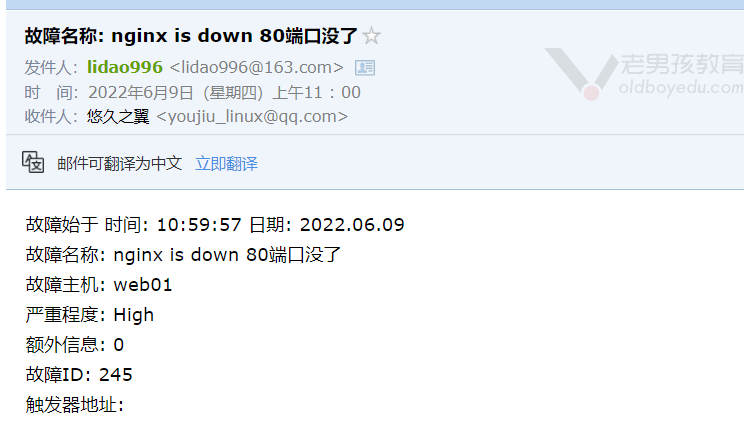 故障名称: nginx is down 80端口没了
发件人: lidao996 <lidao996@163.com>
时 间: 2022年6月9日（星期四）上午11：00
收件人: 悠久之翼 <youjiu_linux@qq.com>
老男孩教育
oldboyedu.com
邮件可翻译为中文 立即翻译
故障始于 时间: 10:59:57 日期: 2022.06.09
故障名称: nginx is down 80端口没了
故障主机: web01
严重程度: High
额外信息: 0
故障ID: 245
触发器地址: